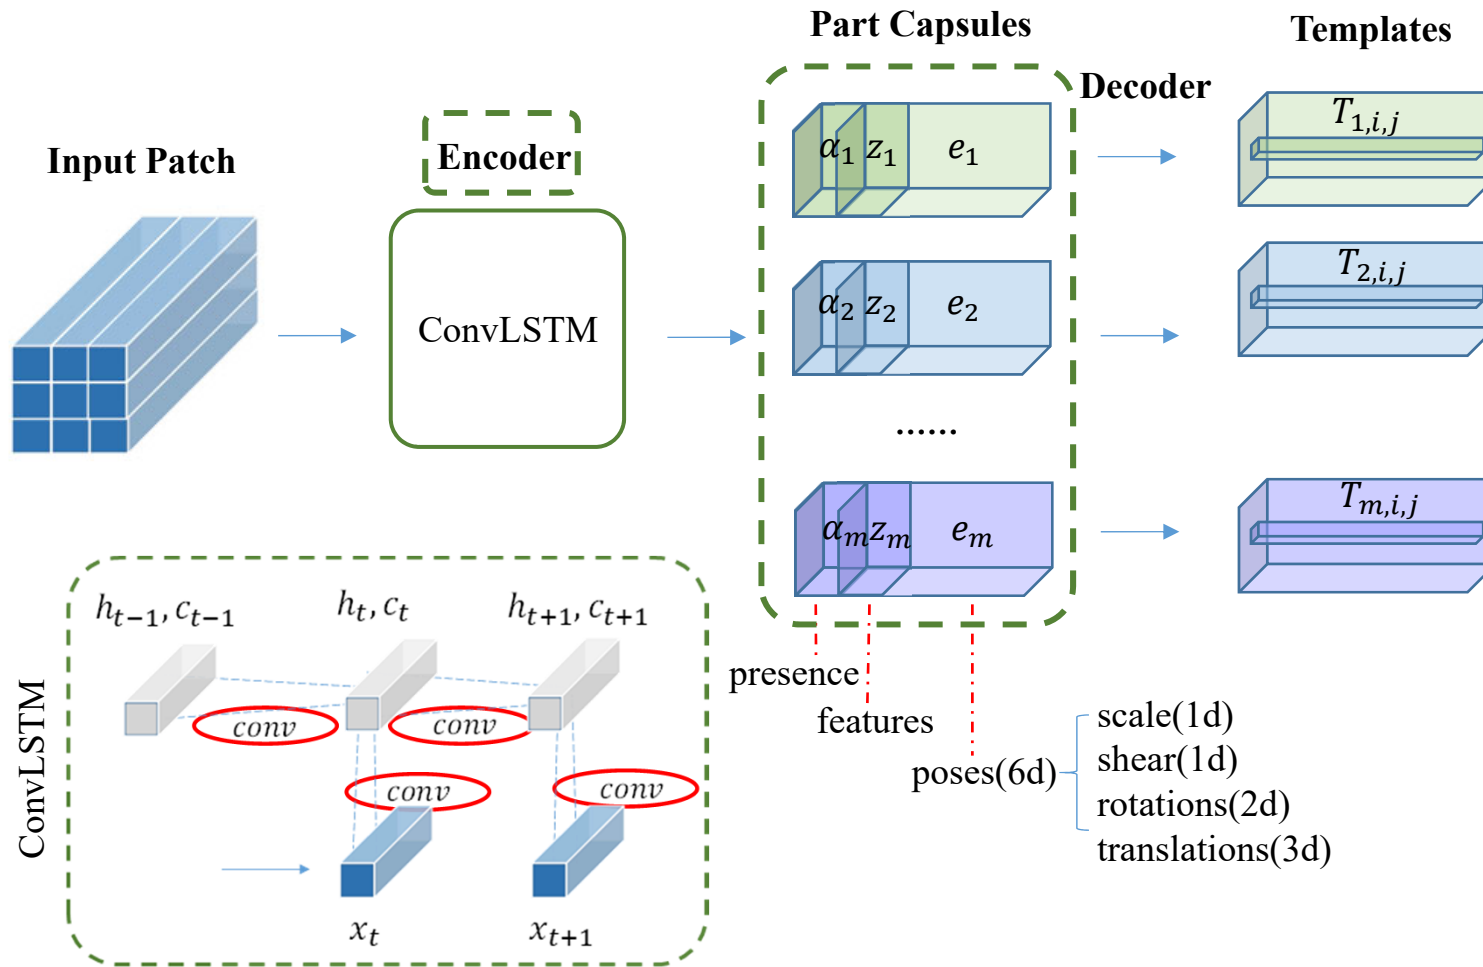 Part Capsules
Templates
Decoder
Input Patch
Encoder
ConvLSTM
α₁ z₁ e₁
T₁,ᵢ,ⱼ
α₂ z₂ e₂
T₂,ᵢ,ⱼ
......
αₘ zₘ eₘ
Tₘ,ᵢ,ⱼ
presence
features
poses(6d)
scale(1d)
shear(1d)
rotations(2d)
translations(3d)
ConvLSTM
hₜ₋₁, cₜ₋₁
hₜ, cₜ
hₜ₊₁, cₜ₊₁
conv
conv
conv
conv
xₜ
xₜ₊₁